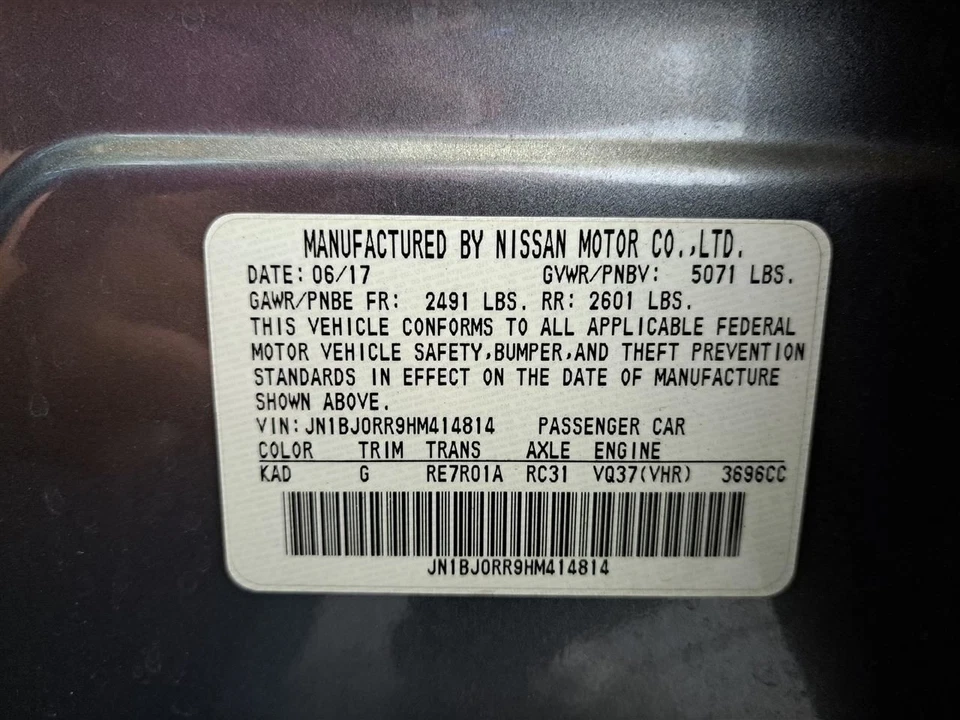 MANUFACTURED BY NISSAN MOTOR CO.,LTD.
DATE: 06/17 GVWR/PNBV: 5071 LBS.
GAWR/PNBE FR: 2491 LBS. RR: 2601 LBS.
THIS VEHICLE CONFORMS TO ALL APPLICABLE FEDERAL
MOTOR VEHICLE SAFETY,BUMPER,AND THEFT PREVENTION
STANDARDS IN EFFECT ON THE DATE OF MANUFACTURE
SHOWN ABOVE.
VIN: JN1BJ0RR9HM414814 PASSENGER CAR
COLOR TRIM TRANS AXLE ENGINE
KAD G RE7R01A RC31 VQ37(VHR) 3696CC
JN1BJ0RR9HM414814